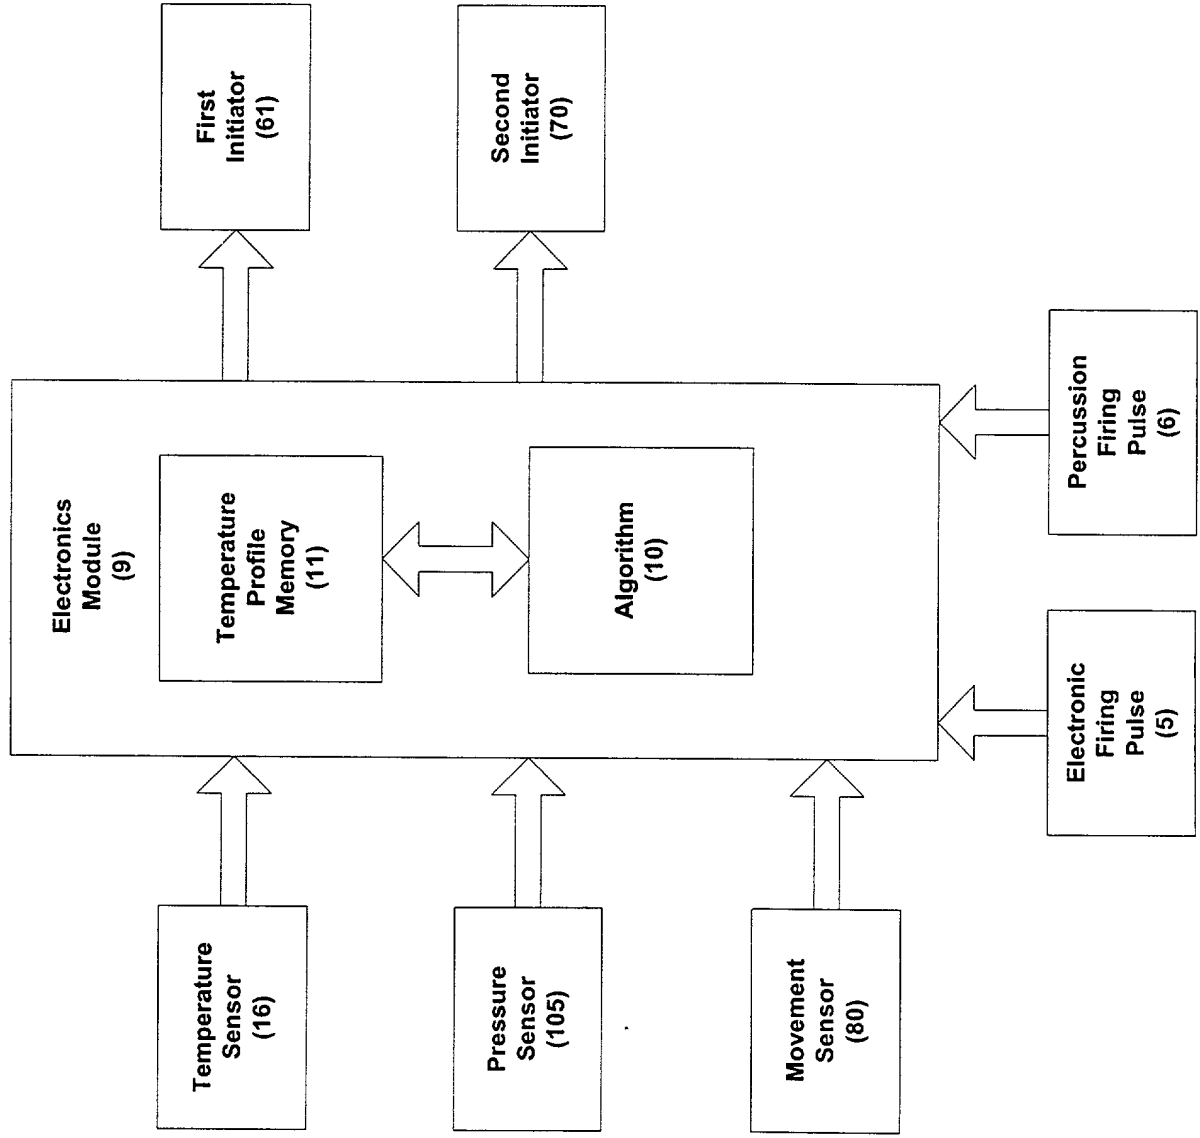 Temperature
Sensor
(16)
Pressure
Sensor
(105)
Movement
Sensor
(80)
Electronics
Module
(9)
Temperature
Profile
Memory
(11)
Algorithm
(10)
First
Initiator
(61)
Second
Initiator
(70)
Electronic
Firing
Pulse
(5)
Percussion
Firing
Pulse
(6)